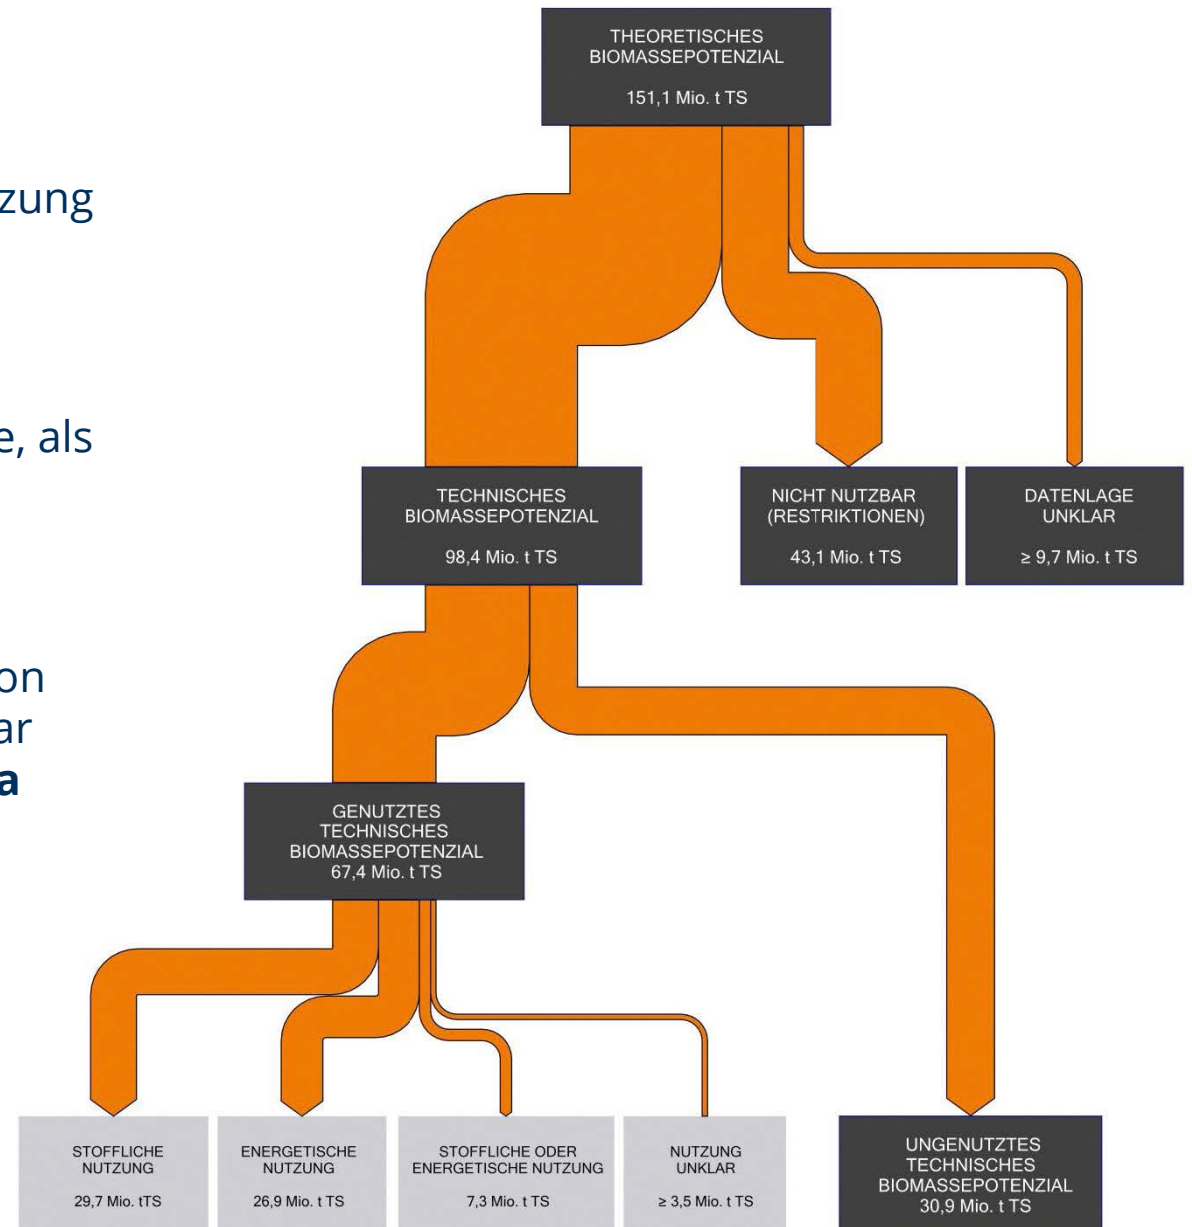 THEORETISCHES
BIOMASSEPOTENZIAL
151,1 Mio. t TS
zung
e, als
on
ar
a
TECHNISCHES
BIOMASSEPOTENZIAL
98,4 Mio. t TS
NICHT NUTZBAR
(RESTRIKTIONEN)
43,1 Mio. t TS
DATENLAGE
UNKLAR
≥ 9,7 Mio. t TS
GENUTZTES
TECHNISCHES
BIOMASSEPOTENZIAL
67,4 Mio. t TS
STOFFLICHE
NUTZUNG
29,7 Mio. tTS
ENERGETISCHE
NUTZUNG
26,9 Mio. t TS
STOFFLICHE ODER
ENERGETISCHE NUTZUNG
7,3 Mio. t TS
NUTZUNG
UNKLAR
≥ 3,5 Mio. t TS
UNGENUTZTES
TECHNISCHES
BIOMASSEPOTENZIAL
30,9 Mio. t TS